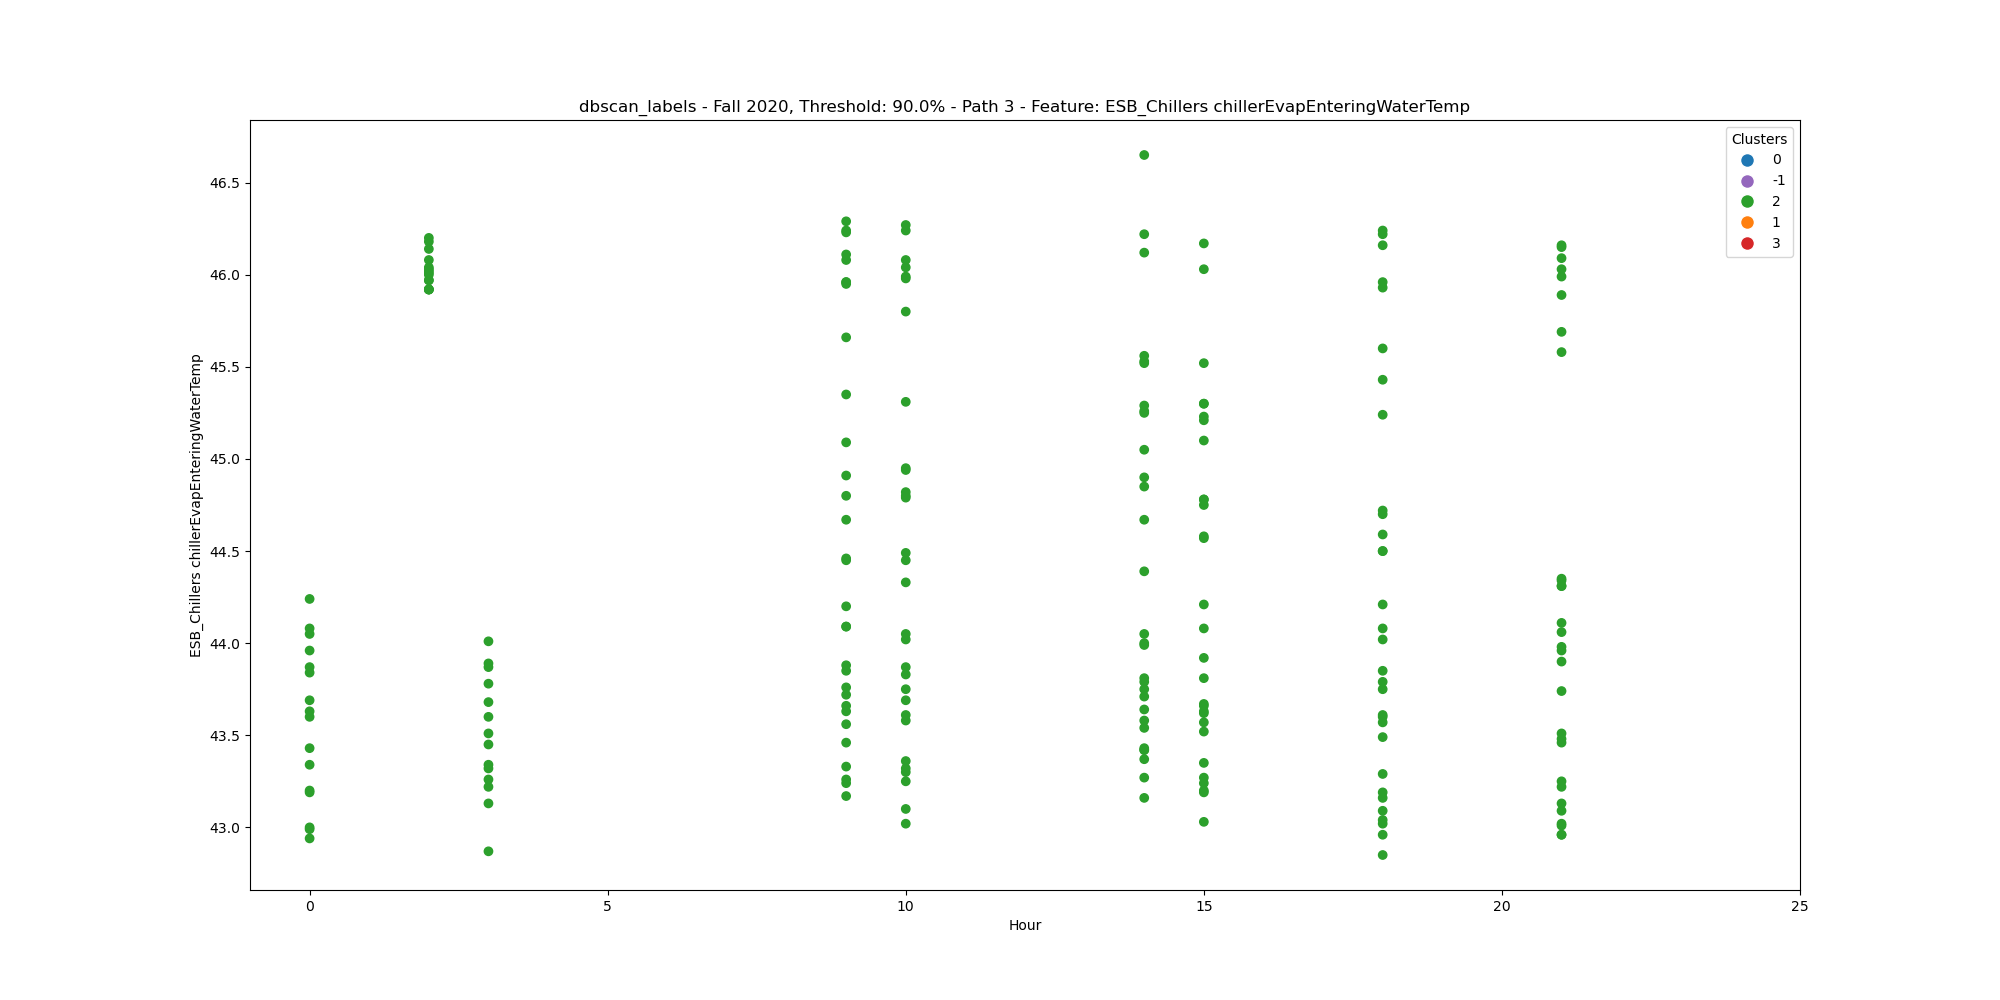 dbscan_labels - Fall 2020, Threshold: 90.0% - Path 3 - Feature: ESB_Chillers chillerEvapEnteringWaterTemp
Clusters
0
-1
2
1
3
ESB_Chillers chillerEvapEnteringWaterTemp
46.5
46.0
45.5
45.0
44.5
44.0
43.5
43.0
0 5 10 15 20 25
Hour